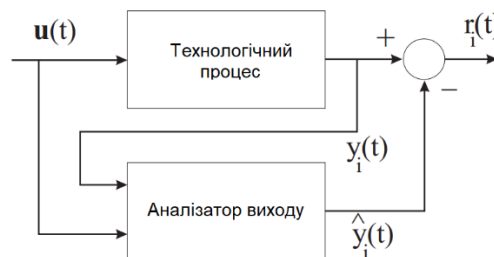 u(t)
Технологічний
процес
+
r_i(t)
−
y_i(t)
Аналізатор виходу
ŷ_i(t)